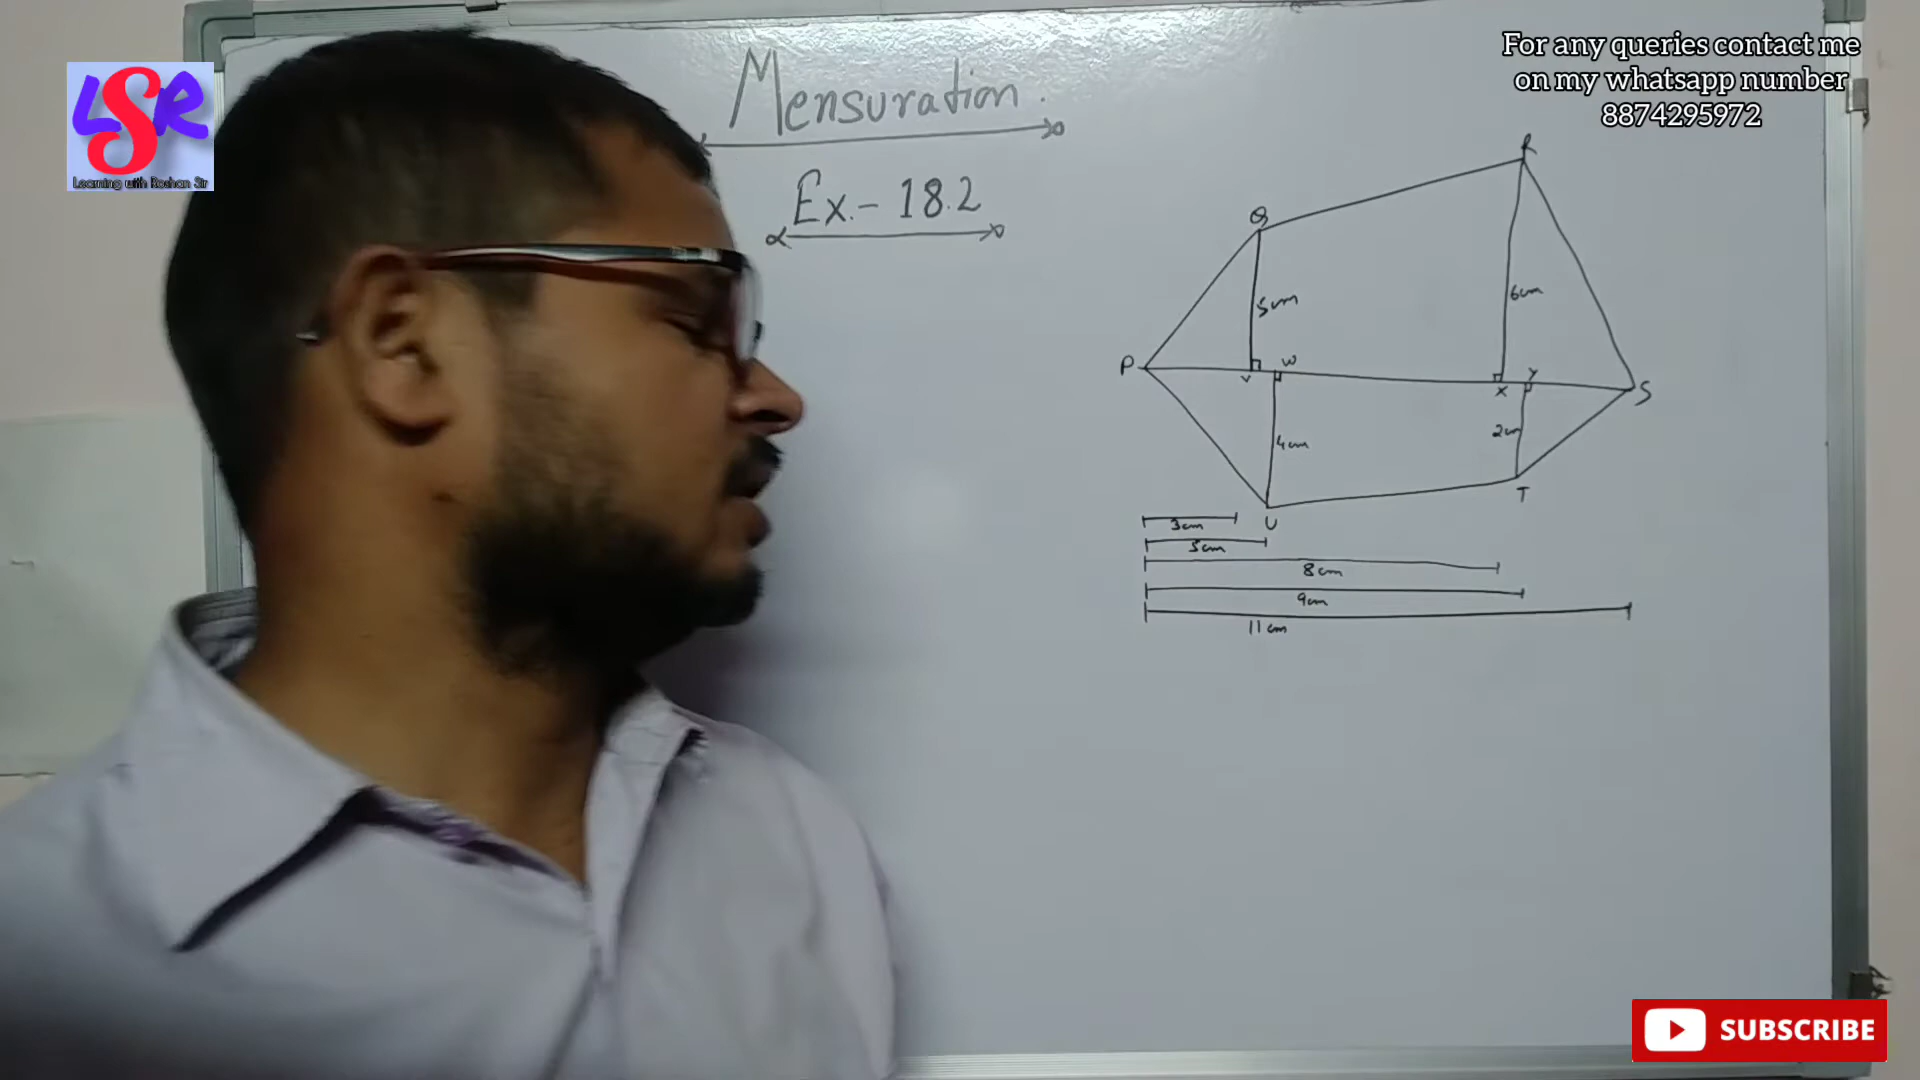 LSR
Learning with Roshan Sir
For any queries contact me
on my whatsapp number
8874295972
Mensuration.
Ex.- 18.2
R
Q
5cm
6cm
P
V
W
X
Y
S
4cm
2cm
T
U
3cm
5cm
8cm
9cm
11cm
SUBSCRIBE